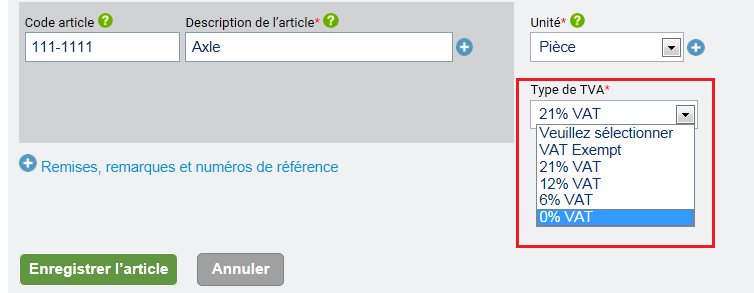 Code article ? Description de l'article* ? Unité* ?
111-1111 Axle Pièce
Type de TVA*
21% VAT
Veuillez sélectionner
VAT Exempt
21% VAT
12% VAT
6% VAT
0% VAT
Remises, remarques et numéros de référence
Enregistrer l'article Annuler